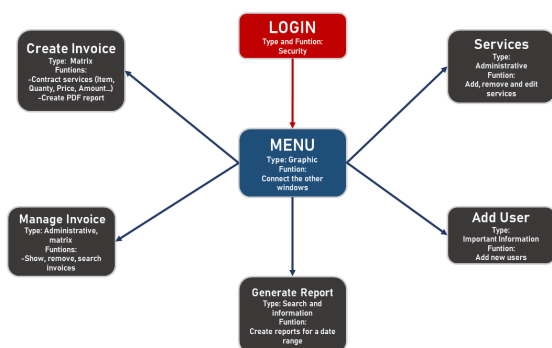 LOGIN
Type and Funtion:
Security
Create Invoice
Type: Matrix
Funtions:
-Contract services (Item,
Quanty, Price, Amount..)
-Create PDF report
Services
Type:
Administrative
Funtion:
Add, remove and edit
services
MENU
Type: Graphic
Funtion:
Connect the other
windows
Manage Invoice
Type: Administrative,
matrix
Funtions:
-Show, remove, search
invoices
Add User
Type:
Important Information
Funtion:
Add new users
Generate Report
Type: Search and
information
Funtion:
Create reports for a date
range